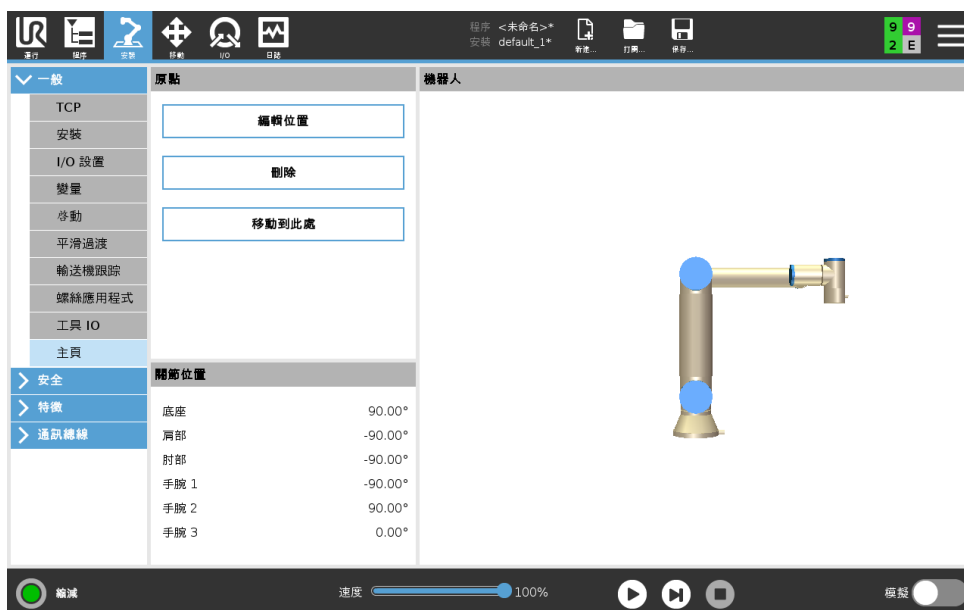 程序 <未命名>*
安裝 default_1*
運行 程序 安裝 移動 I/O 日誌
新建... 打開... 保存...
9 9
2 E
一般
TCP
安裝
I/O 設置
變量
啓動
平滑過渡
輸送機跟踪
螺絲應用程式
工具 IO
主頁
安全
特徵
通訊總線
原點
編輯位置
刪除
移動到此處
關節位置
底座 90.00°
肩部 -90.00°
肘部 -90.00°
手腕 1 -90.00°
手腕 2 90.00°
手腕 3 0.00°
機器人
縮減
速度 100%
模擬